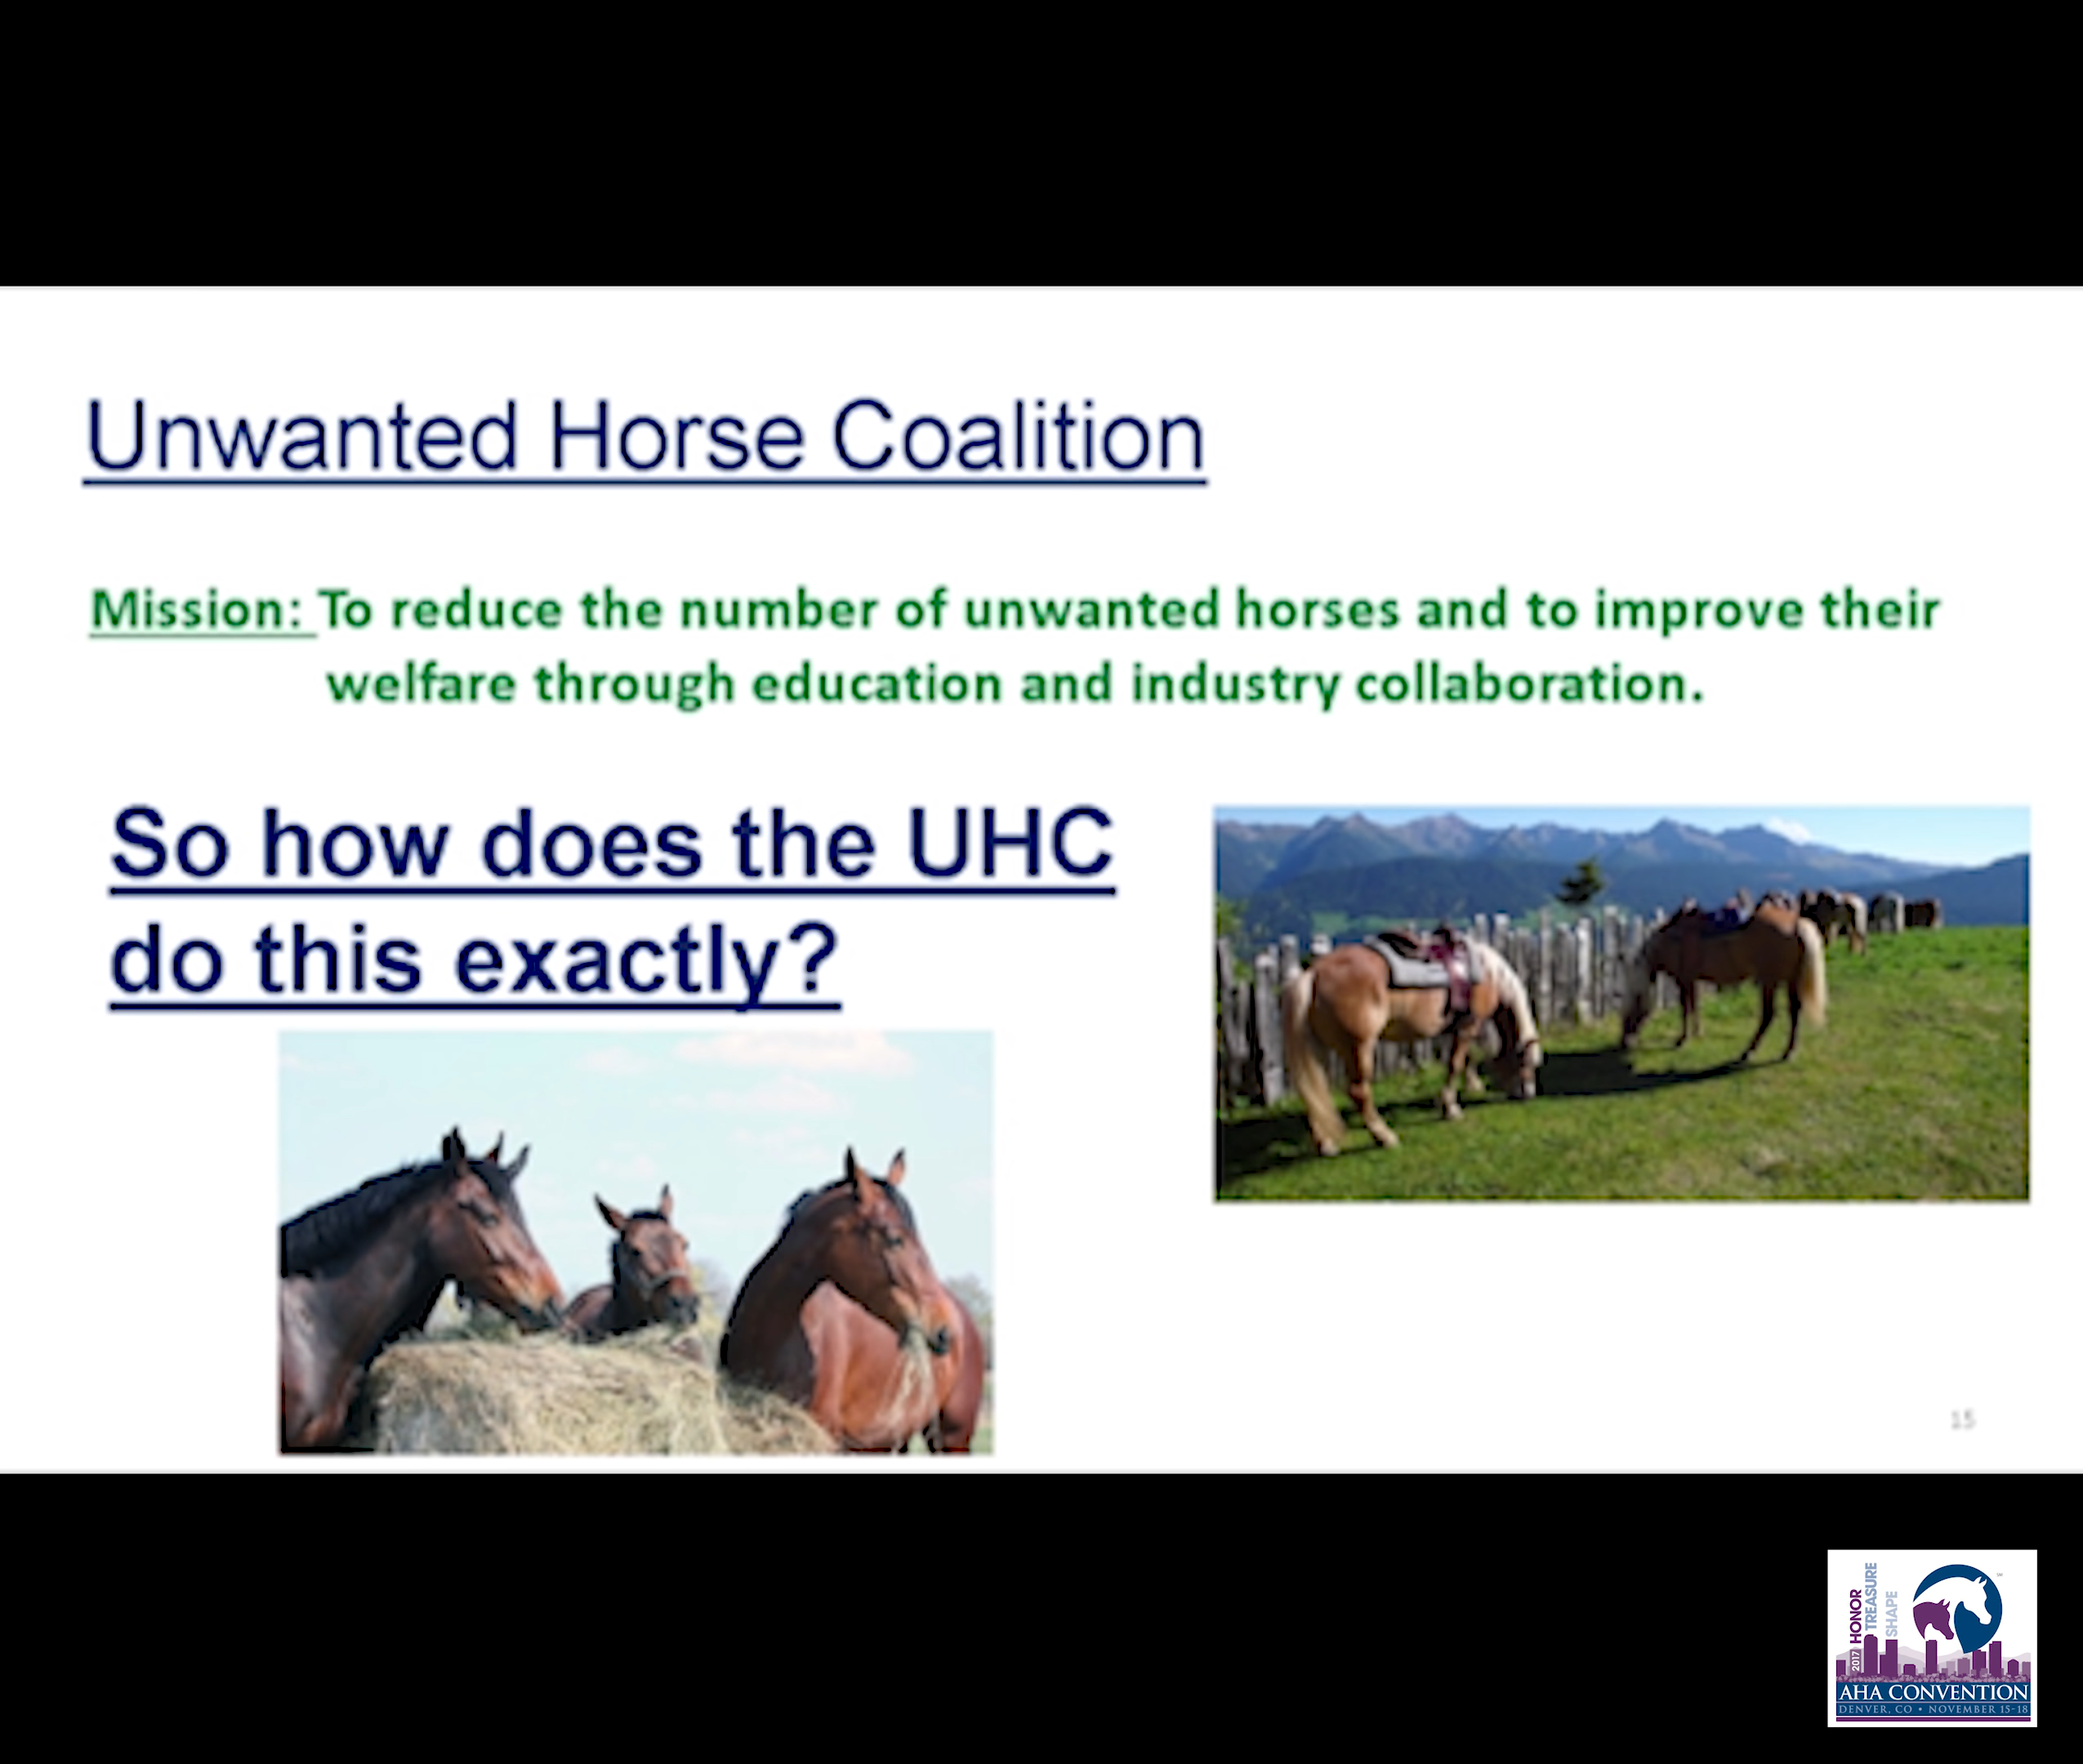 Unwanted Horse Coalition
Mission: To reduce the number of unwanted horses and to improve their
welfare through education and industry collaboration.
So how does the UHC
do this exactly?
15
2017 HONOR
TREASURE
SHAPE
AHA CONVENTION
DENVER, CO • NOVEMBER 15-18